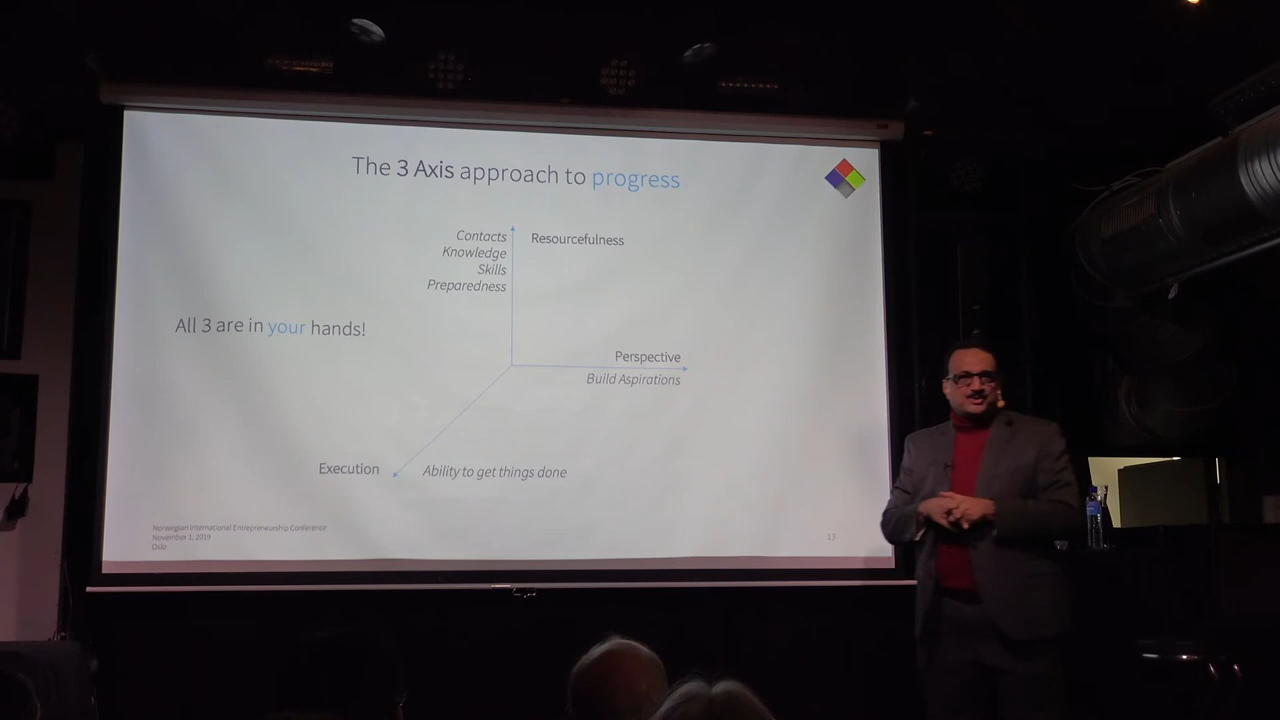 The 3 Axis approach to progress
Contacts
Knowledge
Skills
Preparedness
Resourcefulness
All 3 are in your hands!
Perspective
Build Aspirations
Execution
Ability to get things done
Norwegian International Entrepreneurship Conference
November 1, 2019
Oslo
13